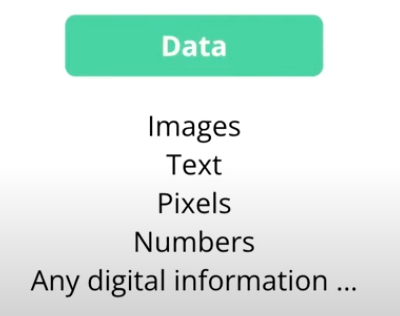 Data
Images
Text
Pixels
Numbers
Any digital information ...